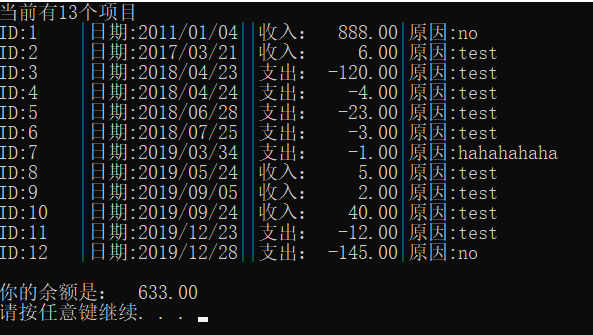 当前有13个项目
ID:1 |日期:2011/01/04||收入: 888.00|原因:no
ID:2 |日期:2017/03/21||收入: 6.00|原因:test
ID:3 |日期:2018/04/23||支出: -120.00|原因:test
ID:4 |日期:2018/04/24||支出: -4.00|原因:test
ID:5 |日期:2018/06/28||支出: -23.00|原因:test
ID:6 |日期:2018/07/25||支出: -3.00|原因:test
ID:7 |日期:2019/03/34||支出: -1.00|原因:hahahahaha
ID:8 |日期:2019/05/24||收入: 5.00|原因:test
ID:9 |日期:2019/09/05||收入: 2.00|原因:test
ID:10 |日期:2019/09/24||收入: 40.00|原因:test
ID:11 |日期:2019/12/23||支出: -12.00|原因:test
ID:12 |日期:2019/12/28||支出: -145.00|原因:no
你的余额是: 633.00
请按任意键继续. . .